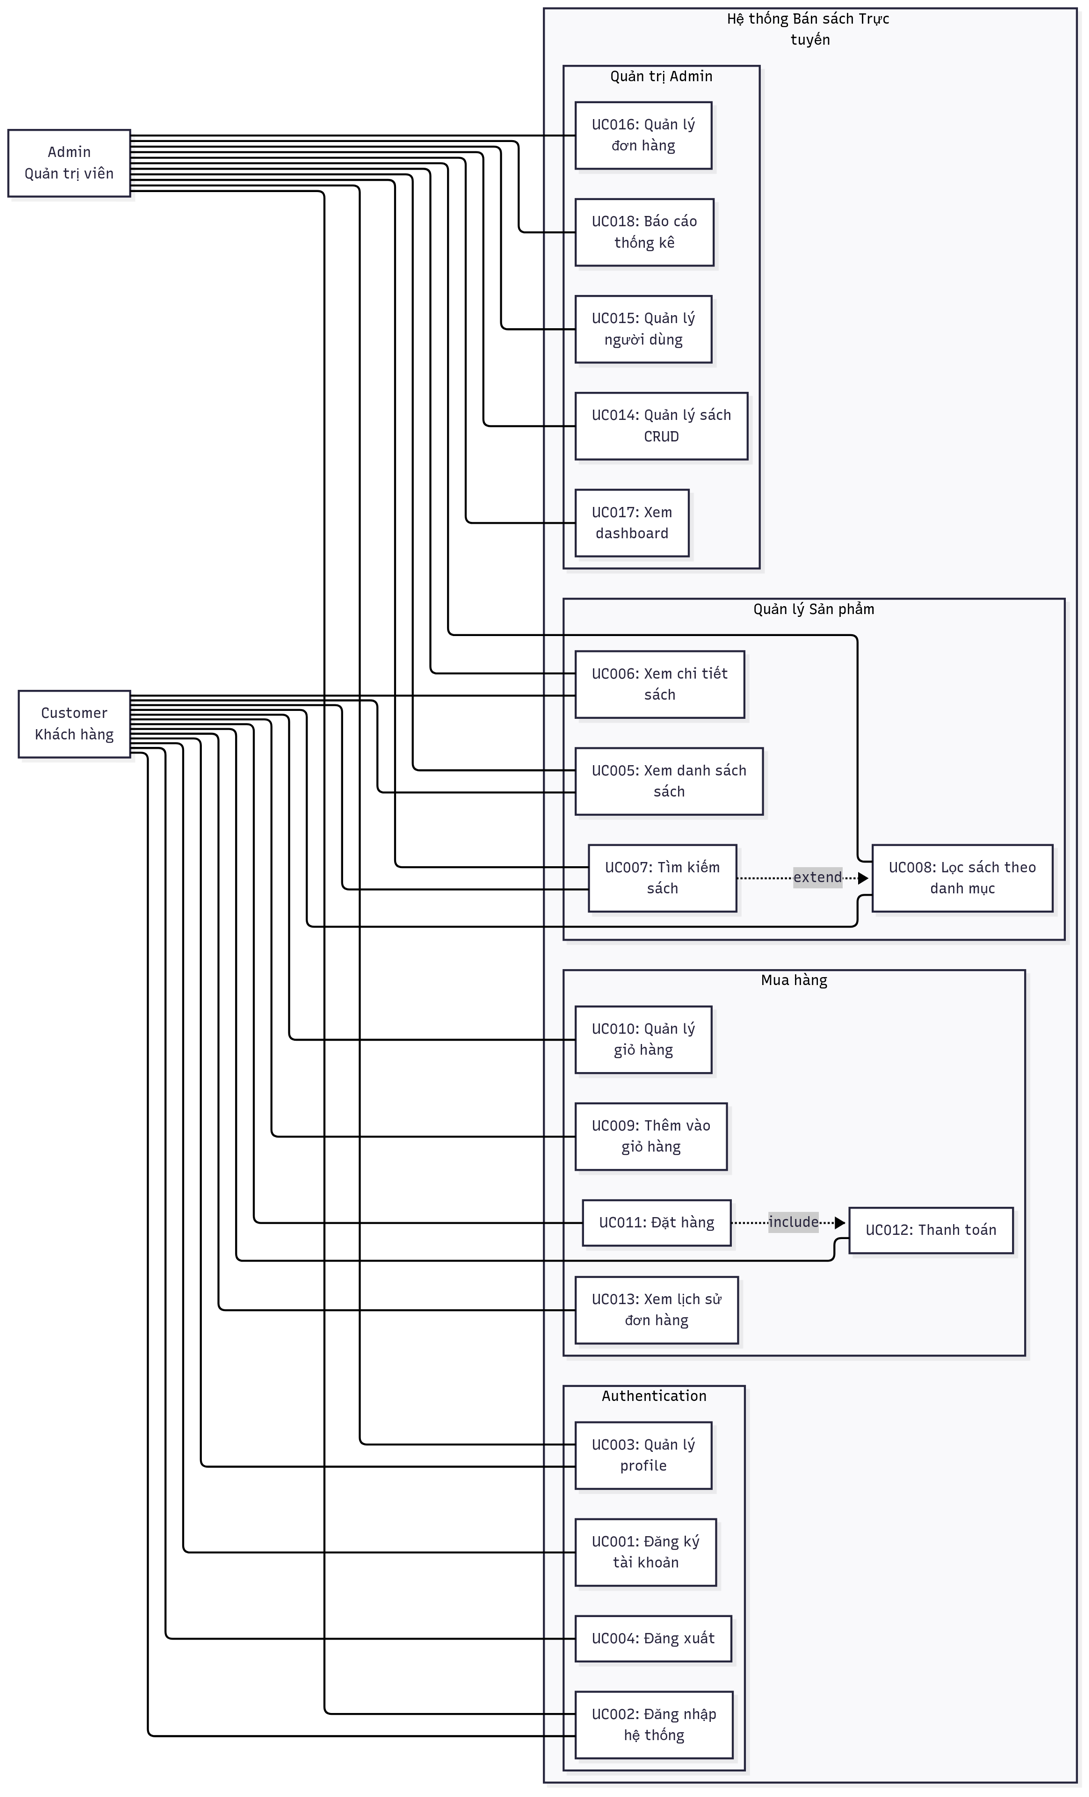 Hệ thống Bán sách Trực
tuyến
Quản trị Admin
UC016: Quản lý
đơn hàng
Admin
Quản trị viên
UC018: Báo cáo
thống kê
UC015: Quản lý
người dùng
UC014: Quản lý sách
CRUD
UC017: Xem
dashboard
Quản lý Sản phẩm
UC006: Xem chi tiết
sách
Customer
Khách hàng
UC005: Xem danh sách
sách
UC007: Tìm kiếm
sách
extend
UC008: Lọc sách theo
danh mục
Mua hàng
UC010: Quản lý
giỏ hàng
UC009: Thêm vào
giỏ hàng
UC011: Đặt hàng
include
UC012: Thanh toán
UC013: Xem lịch sử
đơn hàng
Authentication
UC003: Quản lý
profile
UC001: Đăng ký
tài khoản
UC004: Đăng xuất
UC002: Đăng nhập
hệ thống